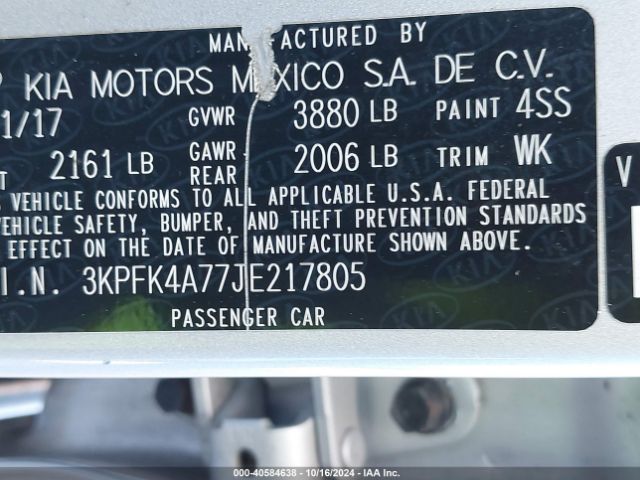 MANUFACTURED BY
KIA MOTORS MEXICO S.A. DE C.V.
1/17 GVWR 3880 LB PAINT 4SS
2161 LB GAWR REAR 2006 LB TRIM WK
VEHICLE CONFORMS TO ALL APPLICABLE U.S.A. FEDERAL
VEHICLE SAFETY, BUMPER, AND THEFT PREVENTION STANDARDS
EFFECT ON THE DATE OF MANUFACTURE SHOWN ABOVE.
I.N. 3KPFK4A77JE217805
PASSENGER CAR
V
000-40584638 - 10/16/2024 - IAA Inc.